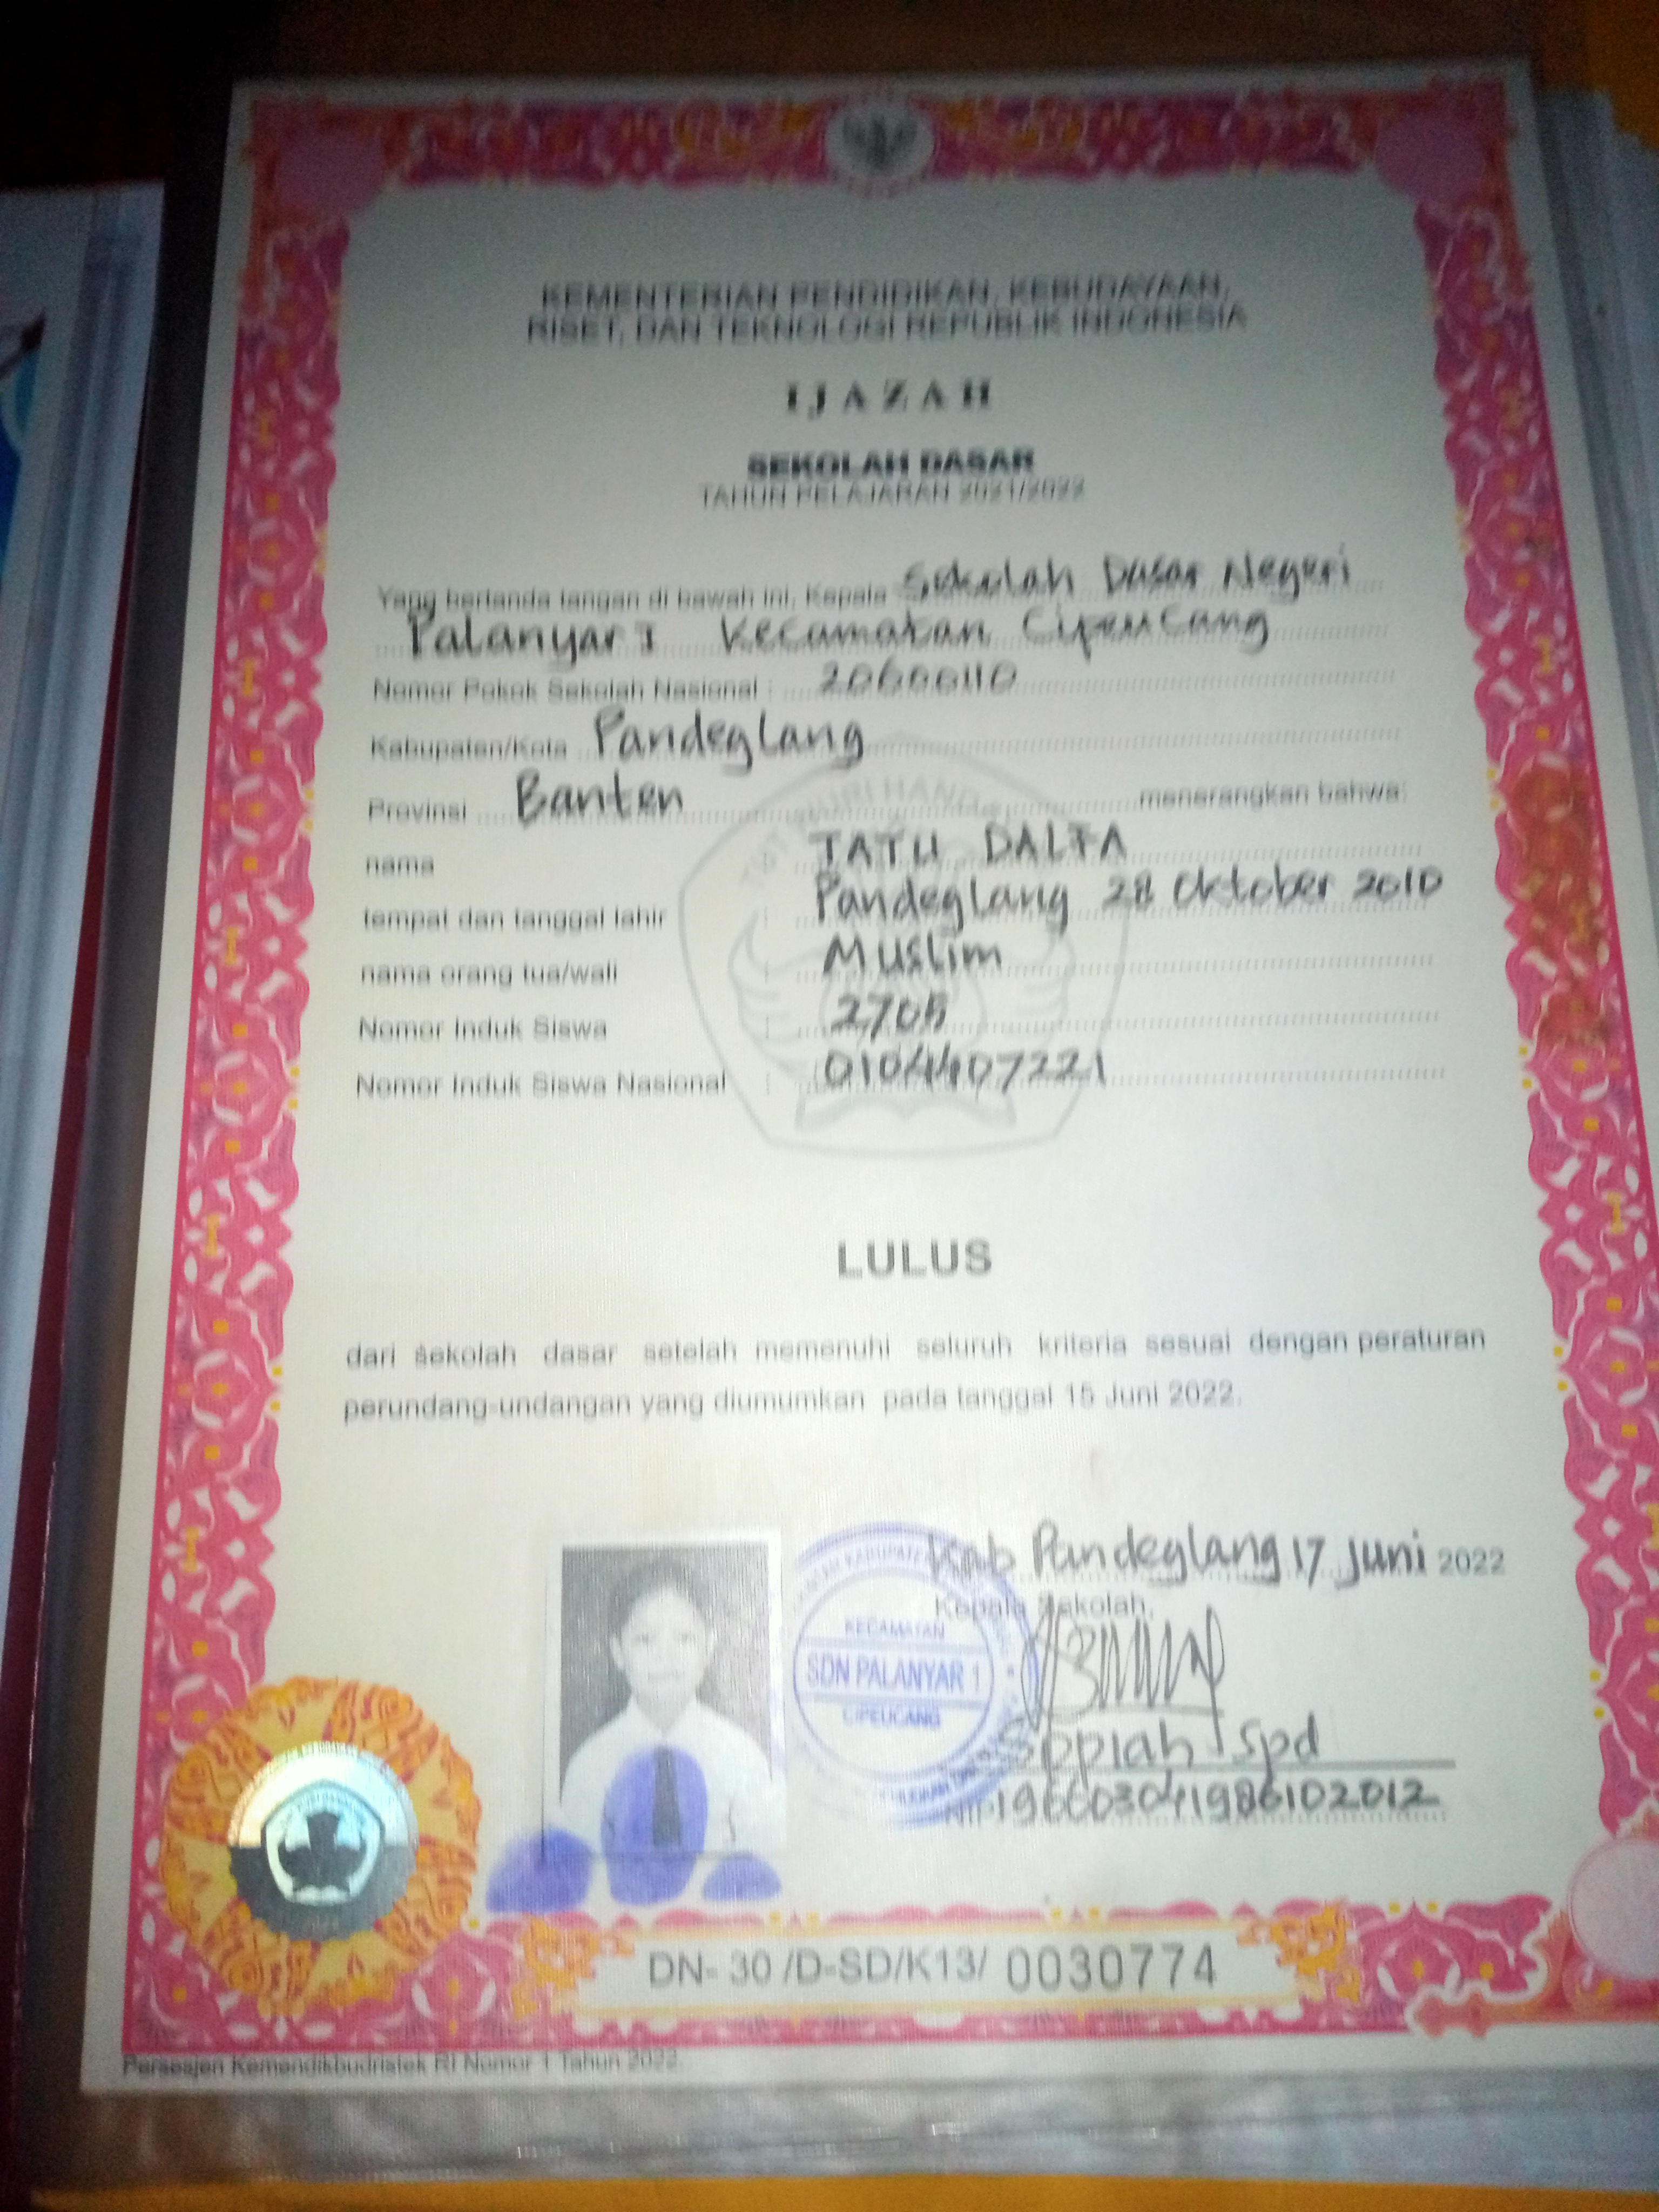 KEMENTERIAN PENDIDIKAN, KEBUDAYAAN,
RISET, DAN TEKNOLOGI REPUBLIK INDONESIA
IJAZAH
SEKOLAH DASAR
TAHUN PELAJARAN 2021/2022
Yang bertanda tangan di bawah ini, Kepala Sekolah Dasar Negeri
Palanyar I Kecamatan Cipeucang
Nomor Pokok Sekolah Nasional : 20600110
Kabupaten/Kota Pandeglang
Provinsi Banten menerangkan bahwa:
nama : TATU DALFA
tempat dan tanggal lahir : Pandeglang 28 Oktober 2010
nama orang tua/wali : Muslim
Nomor Induk Siswa : 2705
Nomor Induk Siswa Nasional : 0104407221
TUT WURI HANDAYANI
LULUS
dari sekolah dasar setelah memenuhi seluruh kriteria sesuai dengan peraturan
perundang-undangan yang diumumkan pada tanggal 15 Juni 2022.
Kab Pandeglang 17 Juni 2022
Kepala Sekolah,
KECAMATAN
SDN PALANYAR 1
CIPEUCANG
Spd
NIP 196603041986102012
DN- 30 /D-SD/K13/ 0030774
Persesjen Kemendikbudristek RI Nomor 1 Tahun 2022